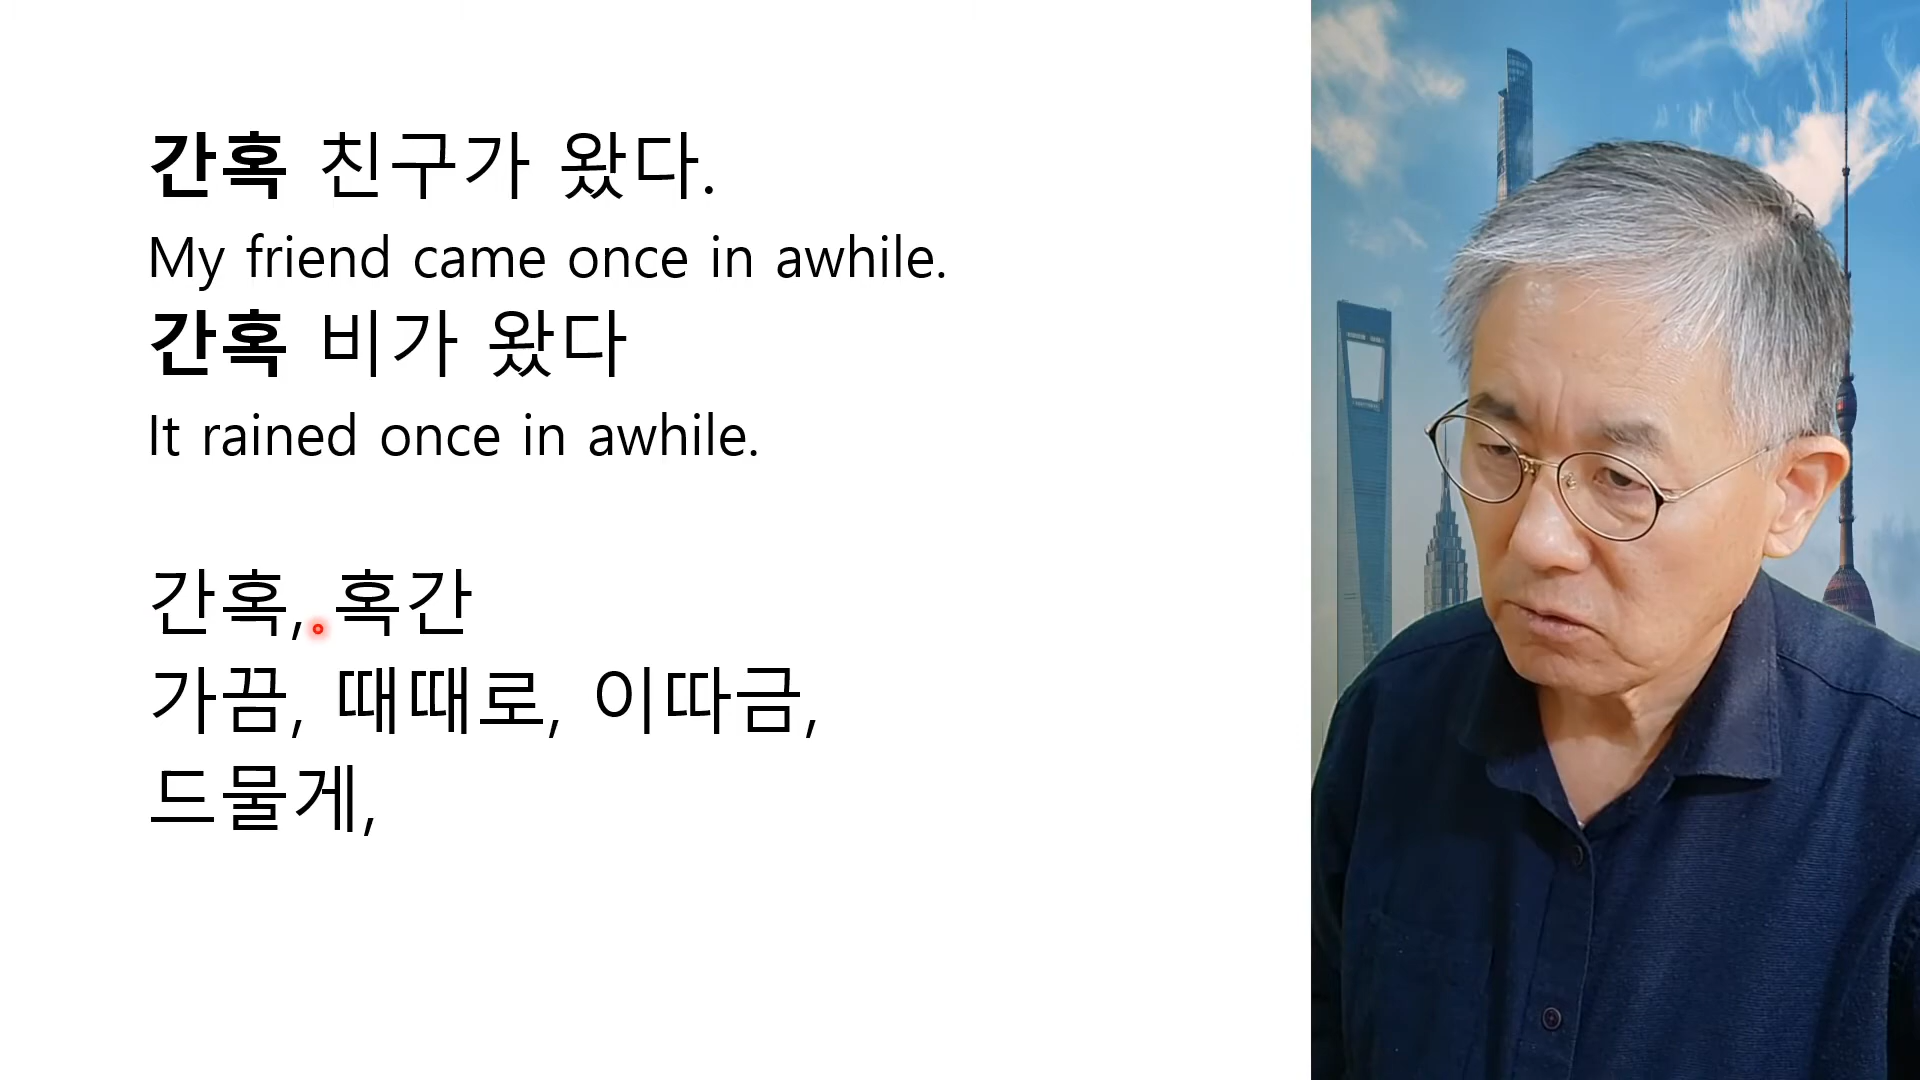 간혹 친구가 왔다.
My friend came once in awhile.
간혹 비가 왔다
It rained once in awhile.
간혹, 혹간
가끔, 때때로, 이따금,
드물게,